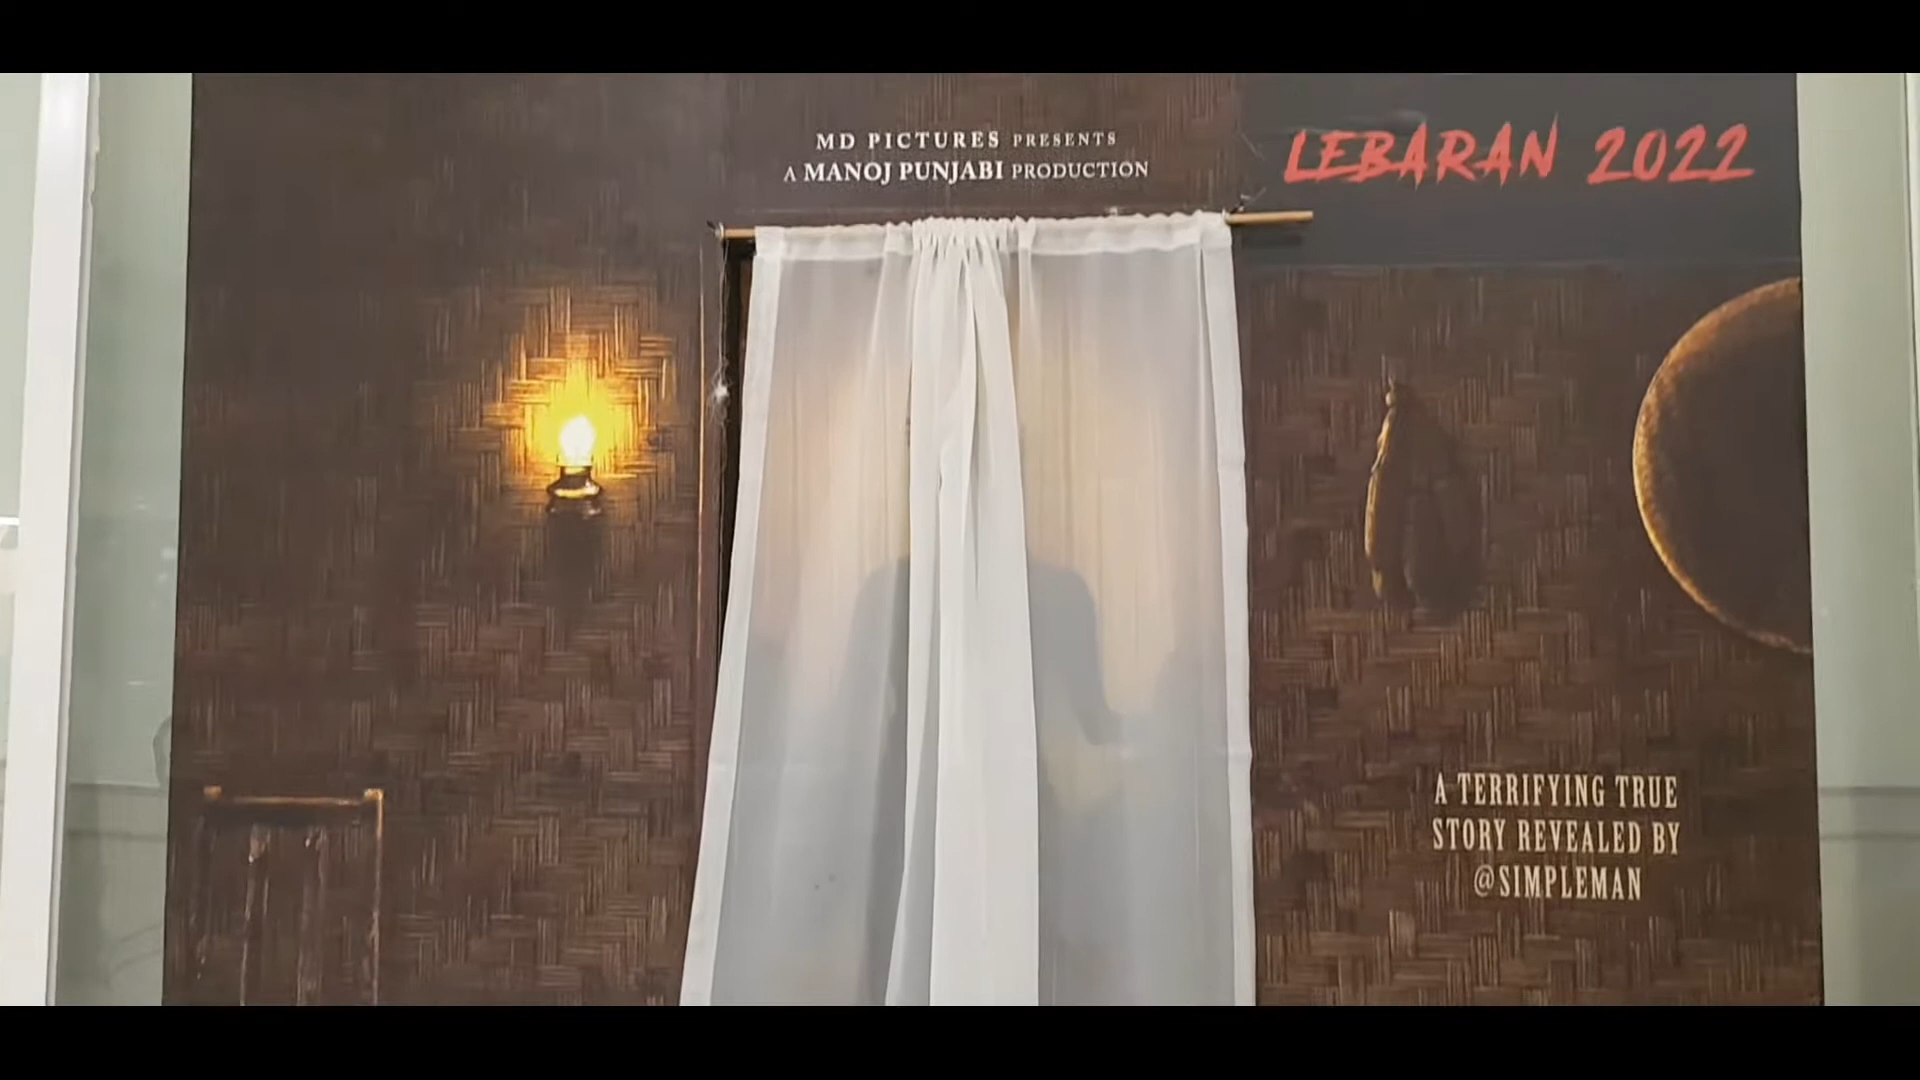 MD PICTURES PRESENTS
A MANOJ PUNJABI PRODUCTION
LEBARAN 2022
A TERRIFYING TRUE
STORY REVEALED BY
@SIMPLEMAN